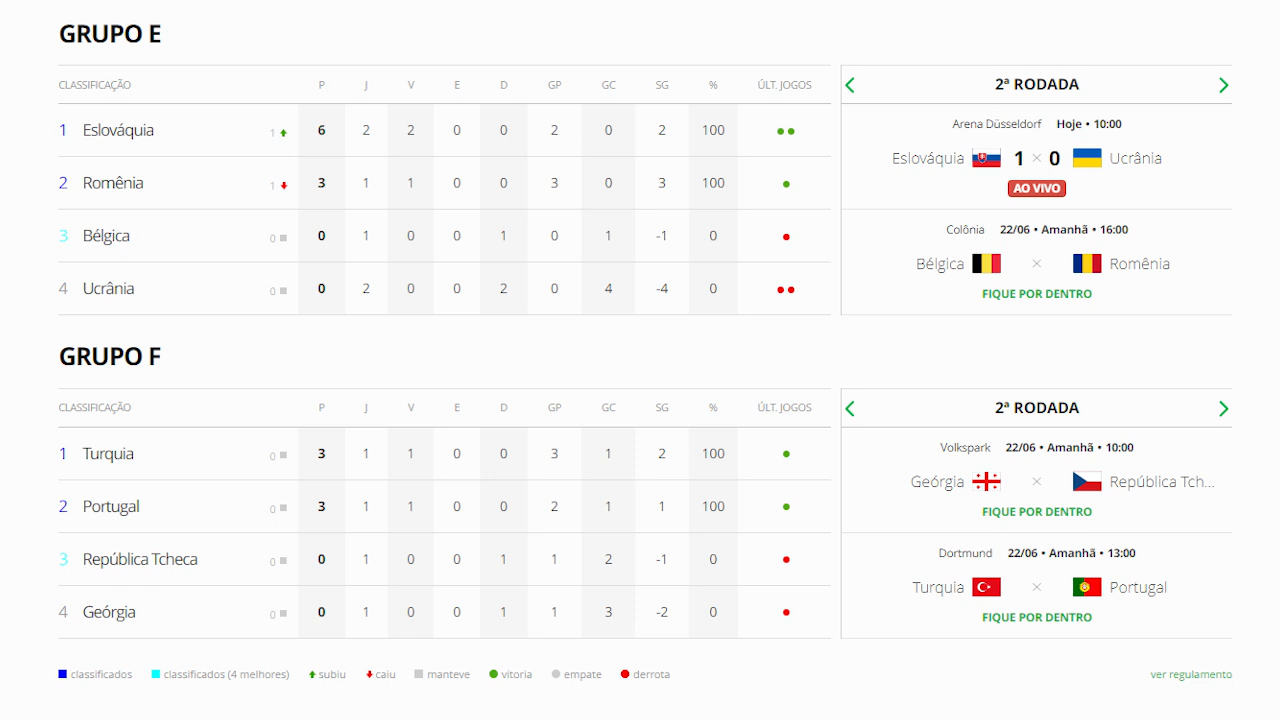 GRUPO E
CLASSIFICAÇÃO P J V E D GP GC SG % ÚLT. JOGOS
1 Eslováquia 1 6 2 2 0 0 2 0 2 100
2 Romênia 1 3 1 1 0 0 3 0 3 100
3 Bélgica 0 0 1 0 0 1 0 1 -1 0
4 Ucrânia 0 0 2 0 0 2 0 4 -4 0
2ª RODADA
Arena Düsseldorf Hoje • 10:00
Eslováquia 1 × 0 Ucrânia
AO VIVO
Colônia 22/06 • Amanhã • 16:00
Bélgica × Romênia
FIQUE POR DENTRO
GRUPO F
CLASSIFICAÇÃO P J V E D GP GC SG % ÚLT. JOGOS
1 Turquia 0 3 1 1 0 0 3 1 2 100
2 Portugal 0 3 1 1 0 0 2 1 1 100
3 República Tcheca 0 0 1 0 0 1 1 2 -1 0
4 Geórgia 0 0 1 0 0 1 1 3 -2 0
2ª RODADA
Volkspark 22/06 • Amanhã • 10:00
Geórgia × República Tch...
FIQUE POR DENTRO
Dortmund 22/06 • Amanhã • 13:00
Turquia × Portugal
FIQUE POR DENTRO
classificados classificados (4 melhores) subiu caiu manteve vitoria empate derrota
ver regulamento